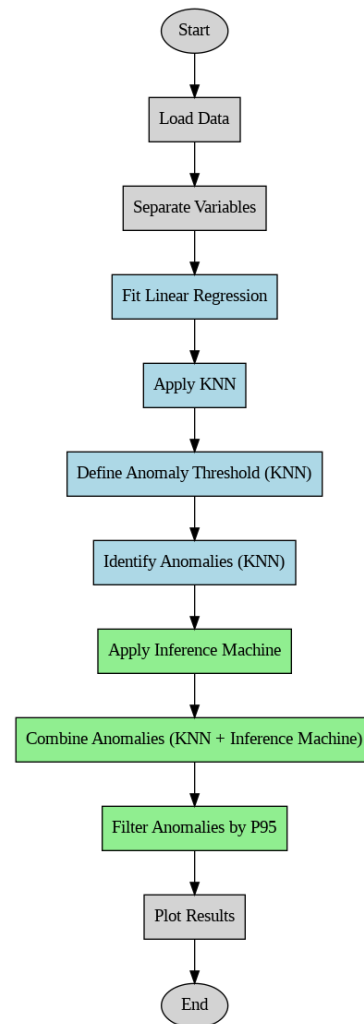 Start
Load Data
Separate Variables
Fit Linear Regression
Apply KNN
Define Anomaly Threshold (KNN)
Identify Anomalies (KNN)
Apply Inference Machine
Combine Anomalies (KNN + Inference Machine)
Filter Anomalies by P95
Plot Results
End